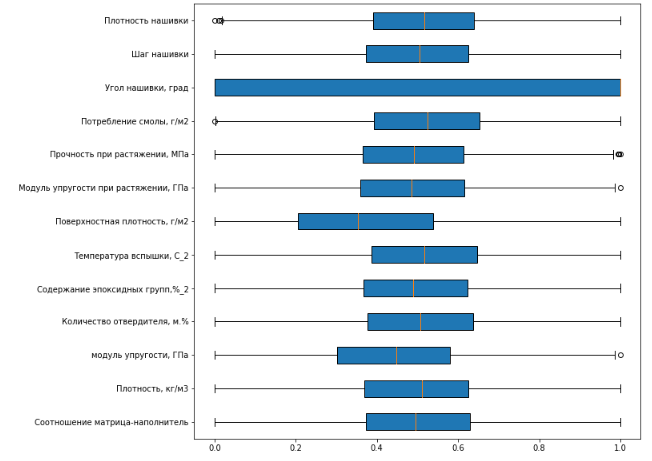 Плотность нашивки
Шаг нашивки
Угол нашивки, град
Потребление смолы, г/м2
Прочность при растяжении, МПа
Модуль упругости при растяжении, ГПа
Поверхностная плотность, г/м2
Температура вспышки, С_2
Содержание эпоксидных групп,%_2
Количество отвердителя, м.%
модуль упругости, ГПа
Плотность, кг/м3
Соотношение матрица-наполнитель
0.0 0.2 0.4 0.6 0.8 1.0